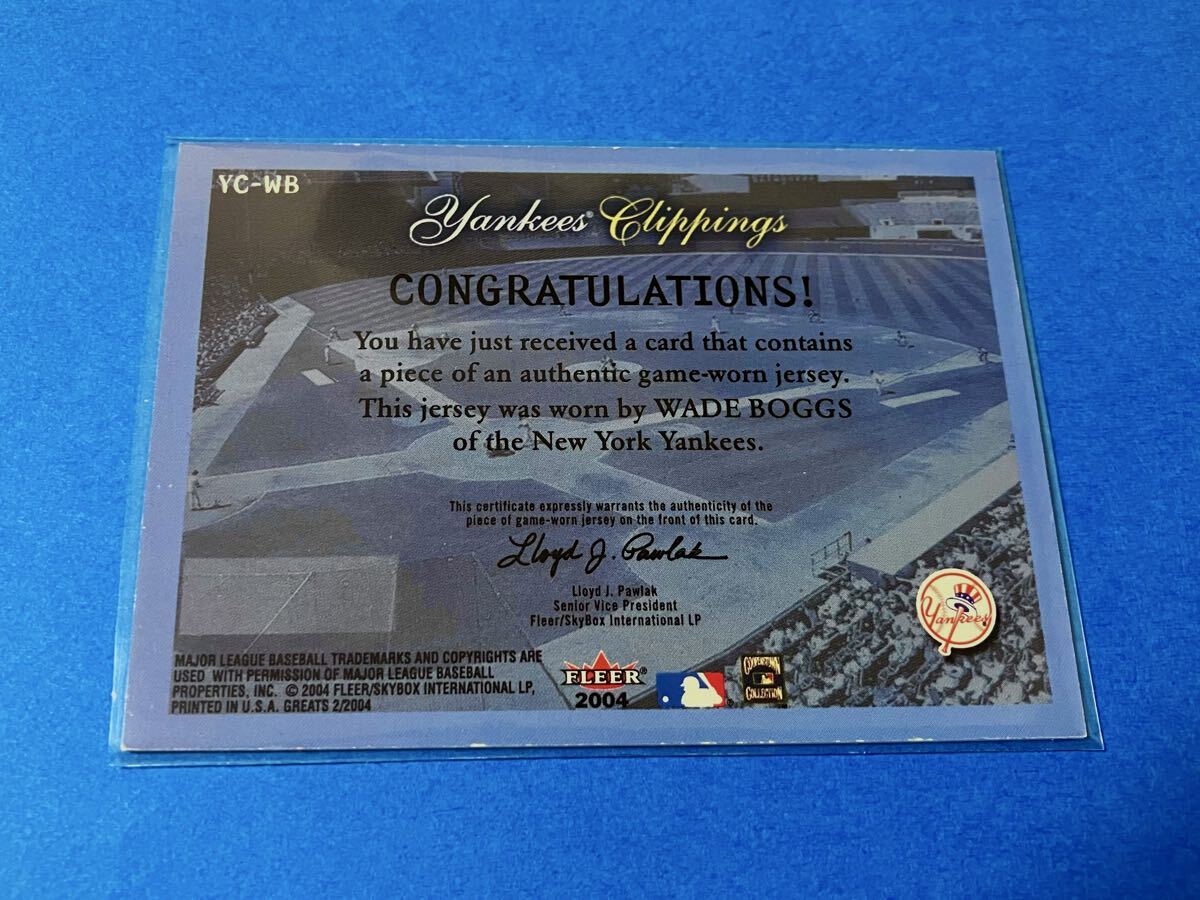 YC-WB
Yankees® Clippings
CONGRATULATIONS!
You have just received a card that contains
a piece of an authentic game-worn jersey.
This jersey was worn by WADE BOGGS
of the New York Yankees.
This certificate expressly warrants the authenticity of the
piece of game-worn jersey on the front of this card.
Lloyd J. Pawlak
Lloyd J. Pawlak
Senior Vice President
Fleer/SkyBox International LP
Yankees
MAJOR LEAGUE BASEBALL TRADEMARKS AND COPYRIGHTS ARE
USED WITH PERMISSION OF MAJOR LEAGUE BASEBALL
PROPERTIES, INC. © 2004 FLEER/SKYBOX INTERNATIONAL LP,
PRINTED IN U.S.A. GREATS 2/2004
FLEER®
2004
COOPERSTOWN
COLLECTION